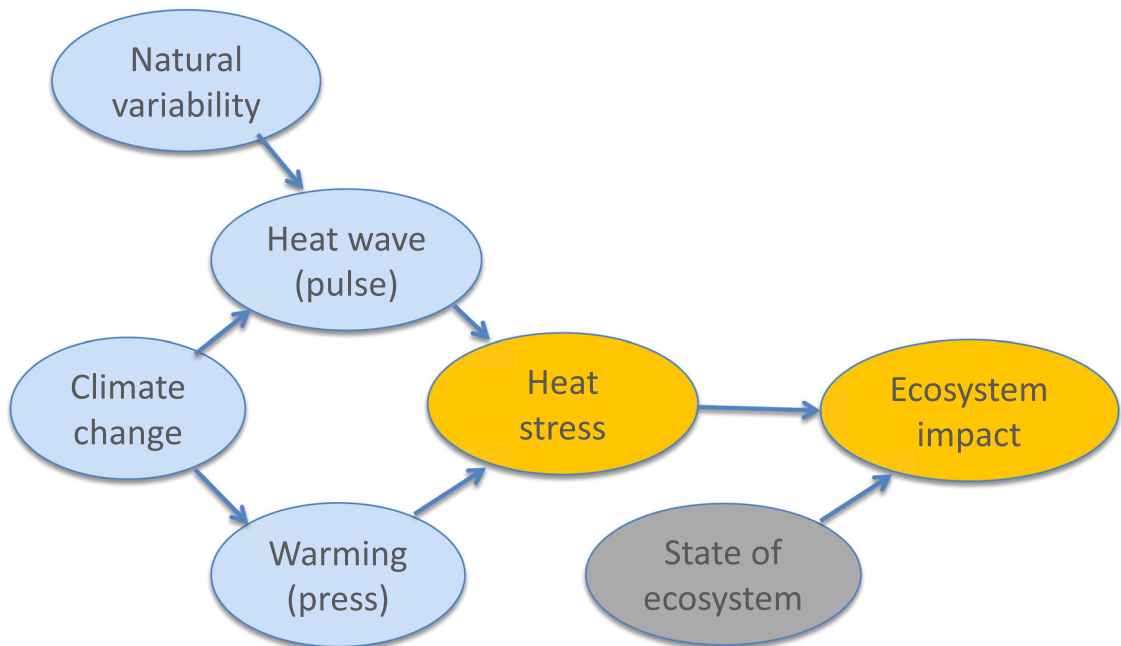 Natural
variability
Heat wave
(pulse)
Climate
change
Heat
stress
Ecosystem
impact
Warming
(press)
State of
ecosystem